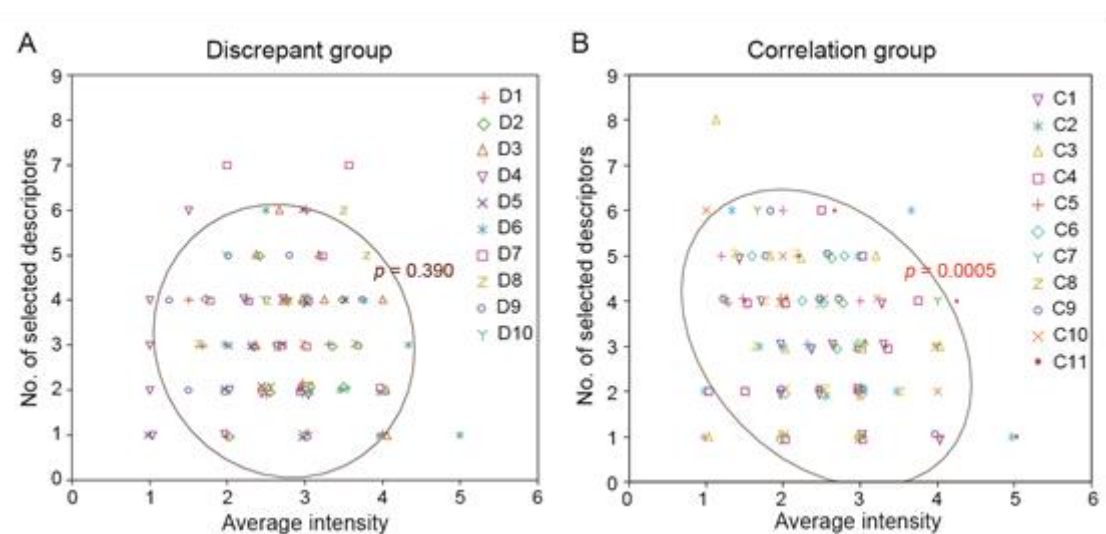 A
Discrepant group
No. of selected descriptors
9
8
7
6
5
4
3
2
1
0
0 1 2 3 4 5 6
Average intensity
p = 0.390
D1
D2
D3
D4
D5
D6
D7
D8
D9
D10
B
Correlation group
No. of selected descriptors
9
8
7
6
5
4
3
2
1
0
0 1 2 3 4 5 6
Average intensity
p = 0.0005
C1
C2
C3
C4
C5
C6
C7
C8
C9
C10
C11